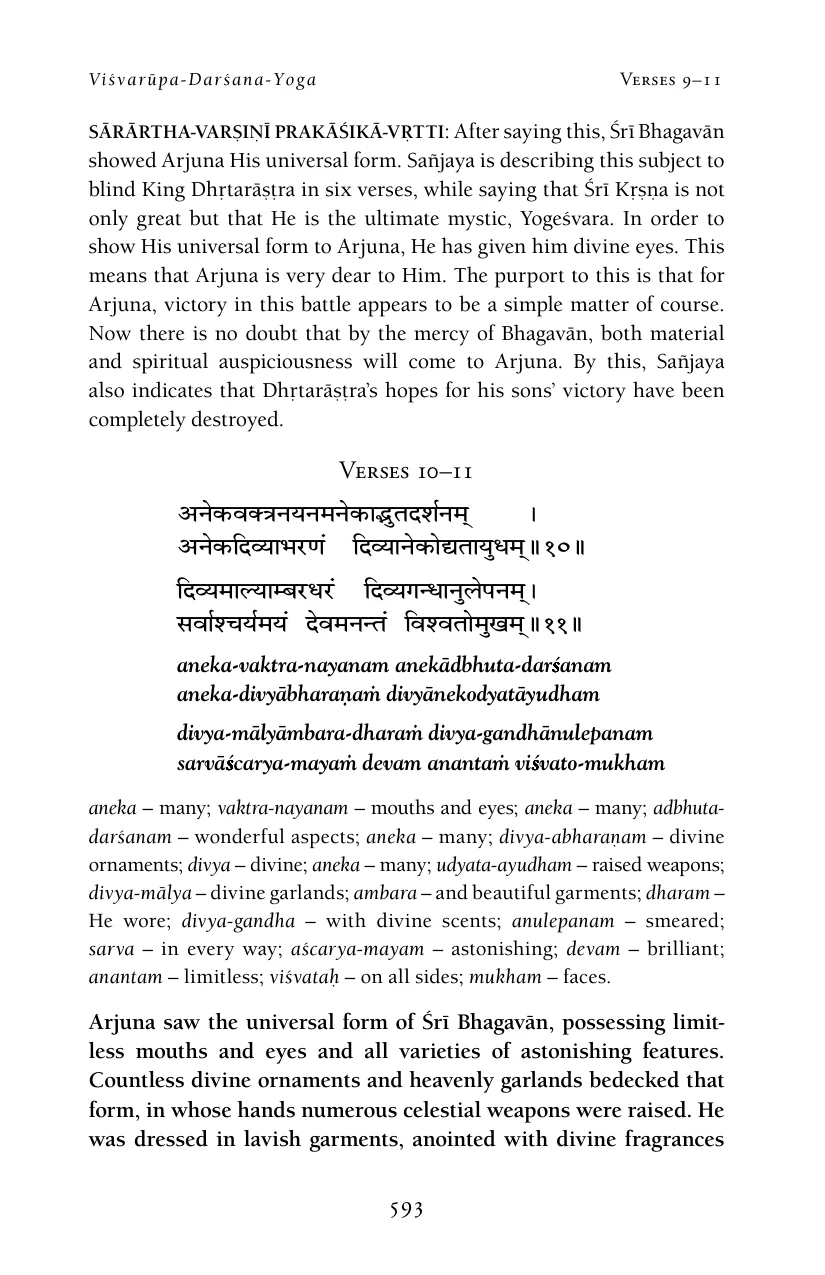 Viśvarūpa-Darśana-Yoga Verses 9–11
SĀRĀRTHA-VARṢIṆĪ PRAKĀŚIKĀ-VṚTTI: After saying this, Śrī Bhagavān
showed Arjuna His universal form. Sañjaya is describing this subject to
blind King Dhṛtarāṣṭra in six verses, while saying that Śrī Kṛṣṇa is not
only great but that He is the ultimate mystic, Yogeśvara. In order to
show His universal form to Arjuna, He has given him divine eyes. This
means that Arjuna is very dear to Him. The purport to this is that for
Arjuna, victory in this battle appears to be a simple matter of course.
Now there is no doubt that by the mercy of Bhagavān, both material
and spiritual auspiciousness will come to Arjuna. By this, Sañjaya
also indicates that Dhṛtarāṣṭra’s hopes for his sons’ victory have been
completely destroyed.
Verses 10–11
अनेकवक्त्रनयनमनेकाद्भुतदर्शनम् ।
अनेकदिव्याभरणं दिव्यानेकोद्यतायुधम्॥१०॥
दिव्यमाल्याम्बरधरं दिव्यगन्धानुलेपनम्।
सर्वाश्चर्यमयं देवमनन्तं विश्वतोमुखम्॥११॥
aneka-vaktra-nayanam anekādbhuta-darśanam
aneka-divyābharaṇaṁ divyānekodyatāyudham
divya-mālyāmbara-dharaṁ divya-gandhānulepanam
sarvāścarya-mayaṁ devam anantaṁ viśvato-mukham
aneka – many; vaktra-nayanam – mouths and eyes; aneka – many; adbhuta-
darśanam – wonderful aspects; aneka – many; divya-abharaṇam – divine
ornaments; divya – divine; aneka – many; udyata-ayudham – raised weapons;
divya-mālya – divine garlands; ambara – and beautiful garments; dharam –
He wore; divya-gandha – with divine scents; anulepanam – smeared;
sarva – in every way; aścarya-mayam – astonishing; devam – brilliant;
anantam – limitless; viśvataḥ – on all sides; mukham – faces.
Arjuna saw the universal form of Śrī Bhagavān, possessing limit-
less mouths and eyes and all varieties of astonishing features.
Countless divine ornaments and heavenly garlands bedecked that
form, in whose hands numerous celestial weapons were raised. He
was dressed in lavish garments, anointed with divine fragrances
593